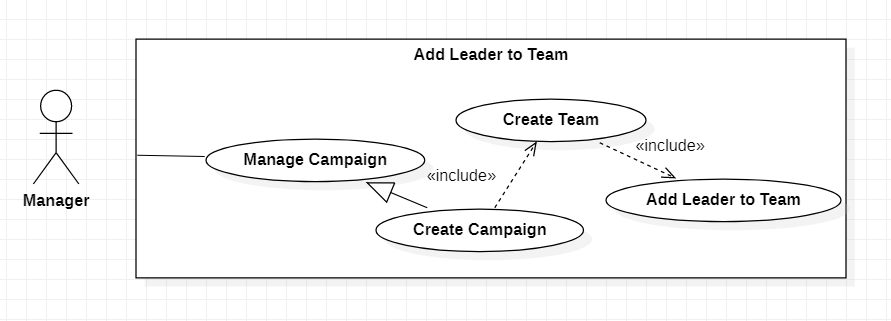 Add Leader to Team
Create Team
«include»
Manage Campaign
«include»
Manager
Add Leader to Team
Create Campaign